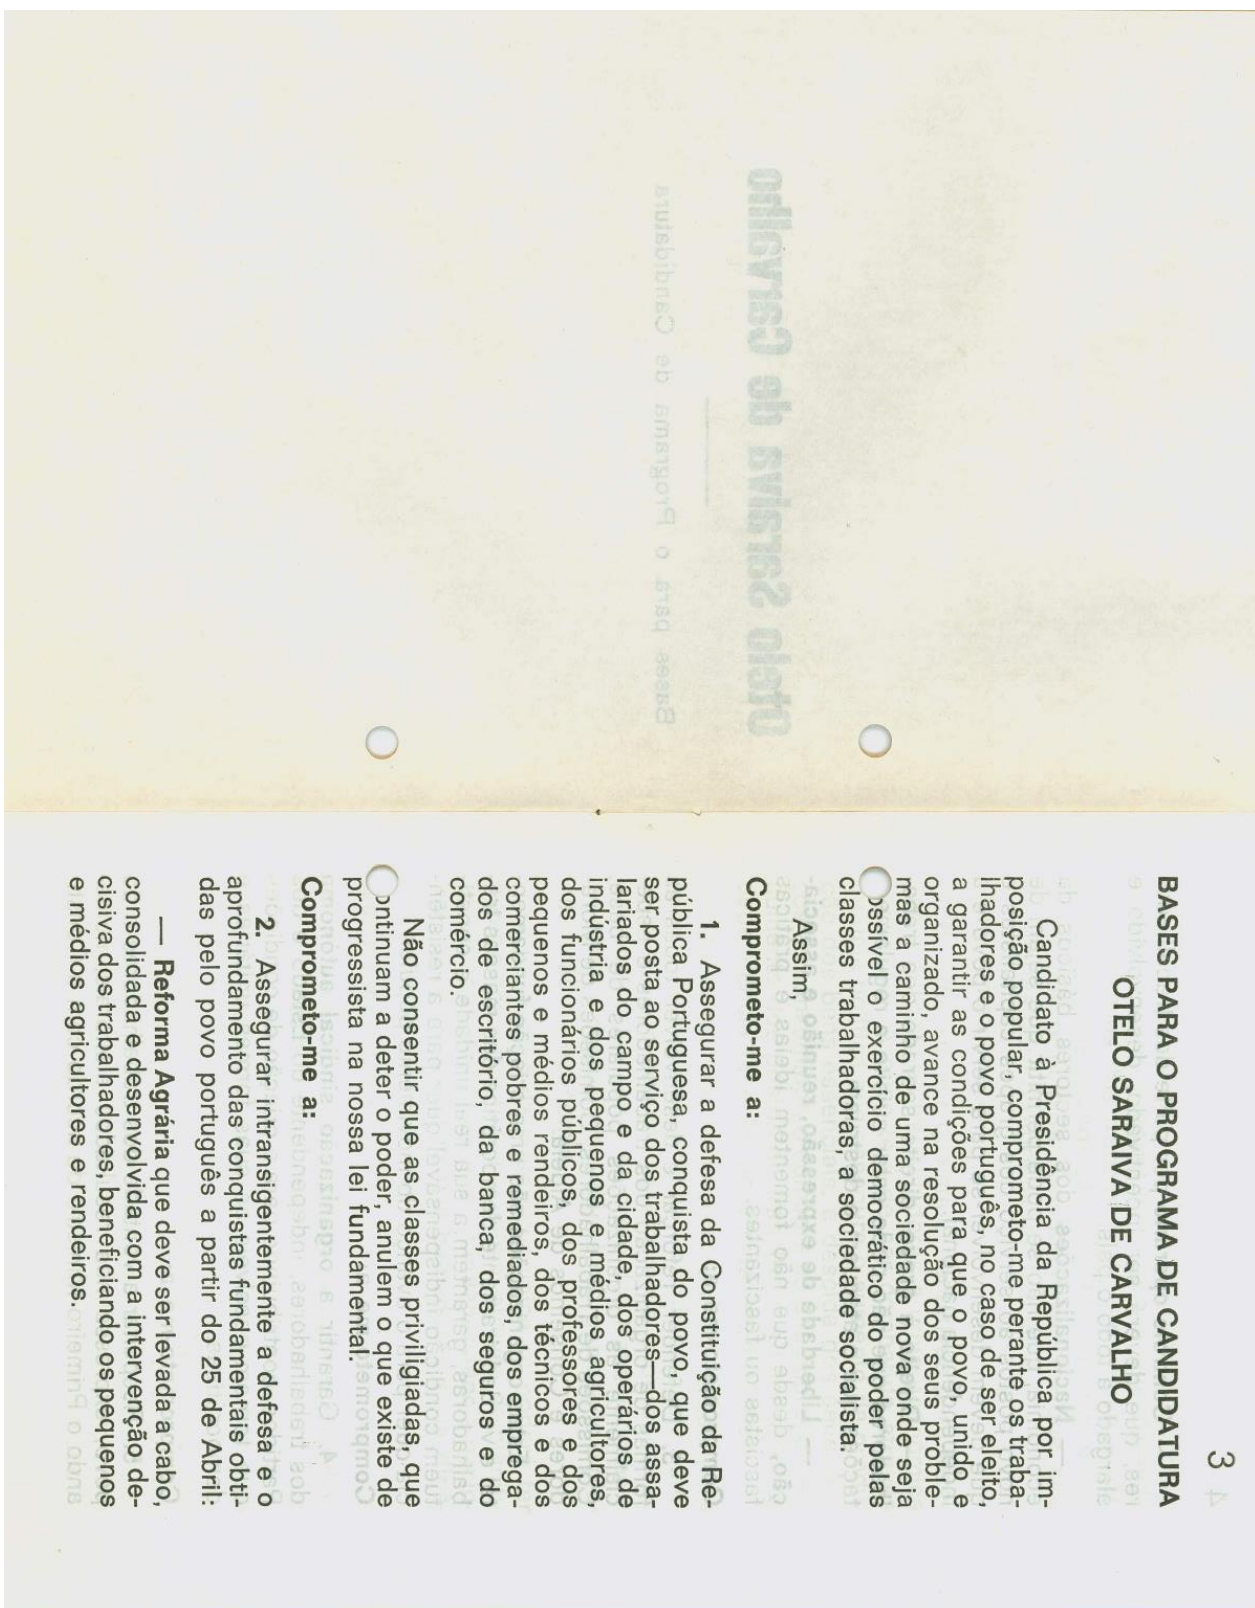 3
BASES PARA O PROGRAMA DE CANDIDATURA
OTELO SARAIVA DE CARVALHO
Candidato à Presidência da República por im-
posição popular, comprometo-me perante os traba-
lhadores e o povo português, no caso de ser eleito,
a garantir as condições para que o povo, unido e
organizado, avance na resolução dos seus proble-
mas a caminho de uma sociedade nova onde seja
ossível o exercício democrático do poder pelas
classes trabalhadoras, a sociedade socialista.
Assim,
Comprometo-me a:
1. Assegurar a defesa da Constituição da Re-
pública Portuguesa, conquista do povo, que deve
ser posta ao serviço dos trabalhadores—dos assa-
lariados do campo e da cidade, dos operários de
indústria e dos pequenos e médios agricultores,
dos funcionários públicos, dos professores e dos
pequenos e médios rendeiros, dos técnicos e dos
comerciantes pobres e remediados, dos emprega-
dos de escritório, da banca, dos seguros e do
comércio.
Não consentir que as classes priviligiadas, que
ontinuam a deter o poder, anulem o que existe de
progressista na nossa lei fundamental.
Comprometo-me a:
2. Assegurar intransigentemente a defesa e o
aprofundamento das conquistas fundamentais obti-
das pelo povo português a partir do 25 de Abril:
— Reforma Agrária que deve ser levada a cabo,
consolidada e desenvolvida com a intervenção de-
cisiva dos trabalhadores, beneficiando os pequenos
e médios agricultores e rendeiros.